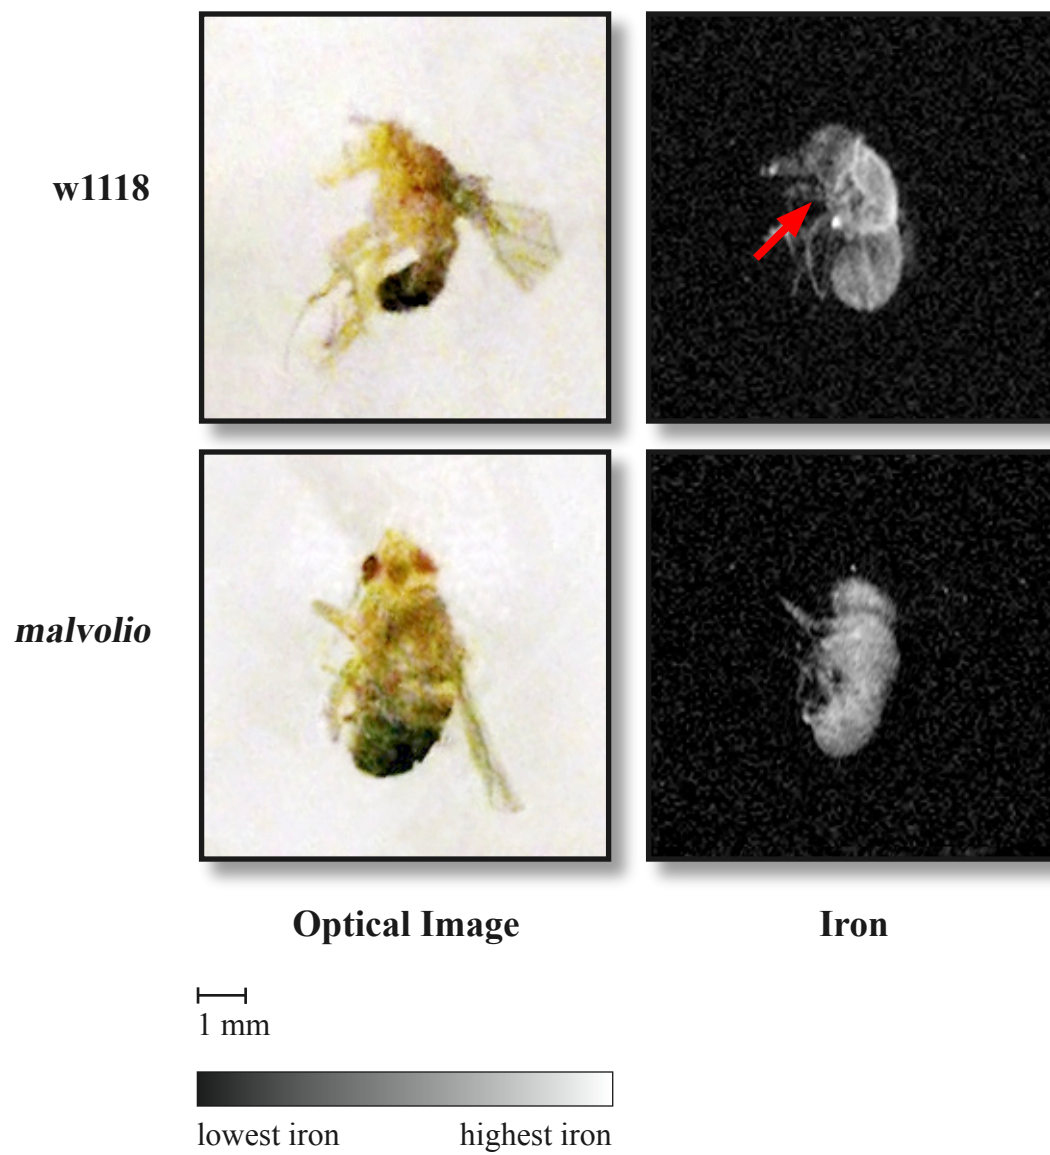 w1118
malvolio
Optical Image
Iron
1 mm
lowest iron
highest iron